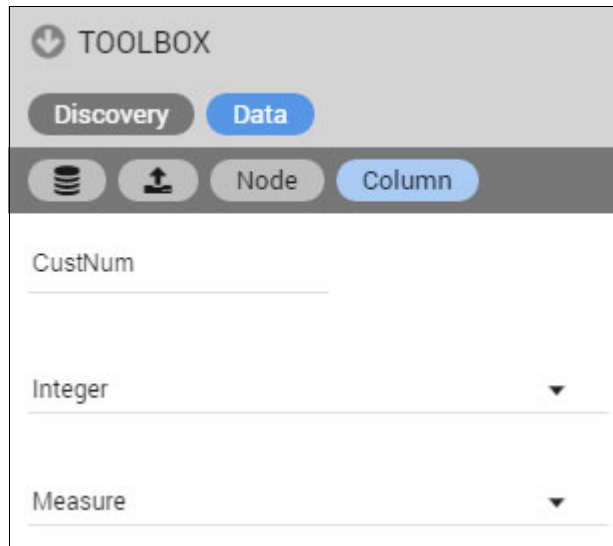 TOOLBOX
Discovery Data
Node Column
CustNum
Integer
Measure